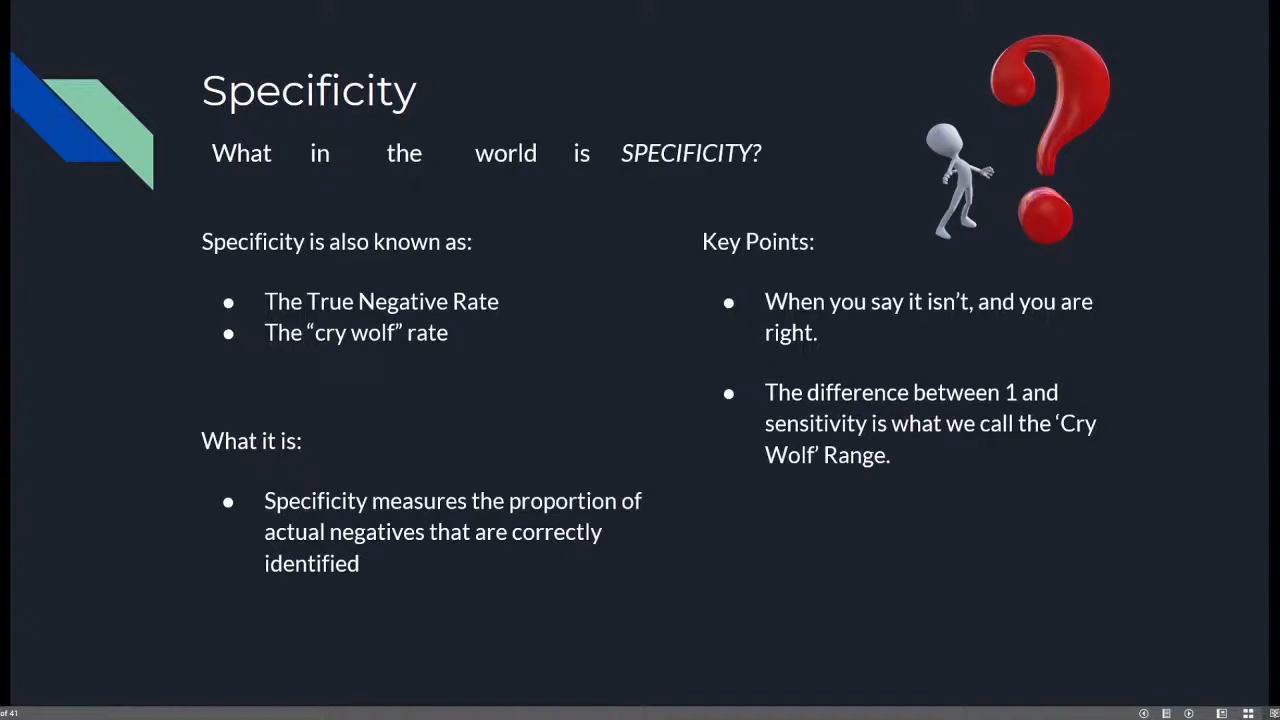 Specificity
What in the world is SPECIFICITY?
Specificity is also known as:
● The True Negative Rate
● The “cry wolf” rate
What it is:
● Specificity measures the proportion of
actual negatives that are correctly
identified
Key Points:
● When you say it isn’t, and you are
right.
● The difference between 1 and
sensitivity is what we call the ‘Cry
Wolf’ Range.
of 41